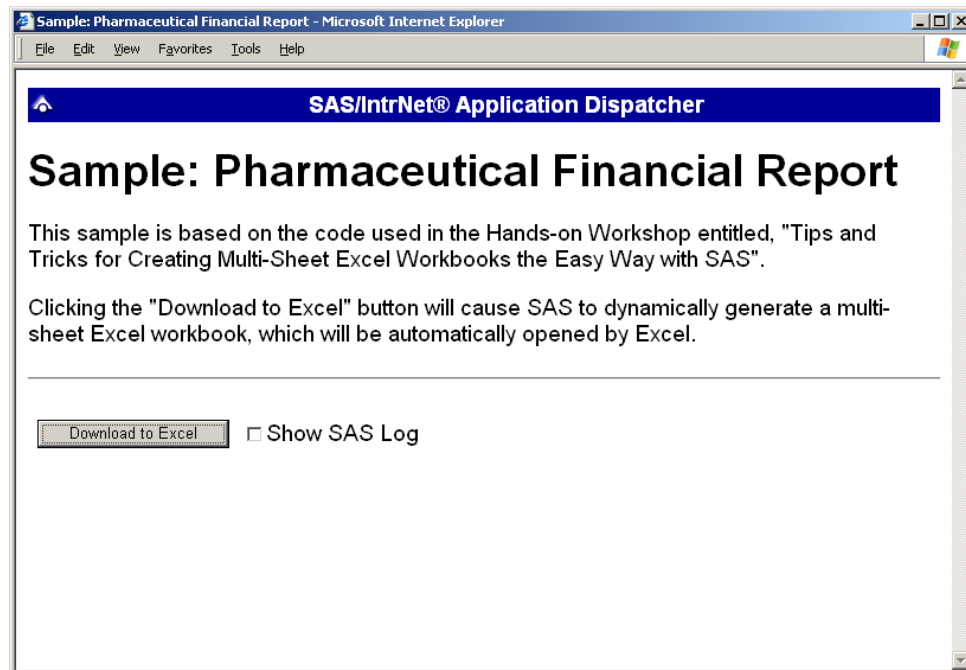 Sample: Pharmaceutical Financial Report - Microsoft Internet Explorer
File Edit View Favorites Tools Help
SAS/IntrNet® Application Dispatcher
Sample: Pharmaceutical Financial Report
This sample is based on the code used in the Hands-on Workshop entitled, "Tips and
Tricks for Creating Multi-Sheet Excel Workbooks the Easy Way with SAS".
Clicking the "Download to Excel" button will cause SAS to dynamically generate a multi-
sheet Excel workbook, which will be automatically opened by Excel.
Download to Excel Show SAS Log